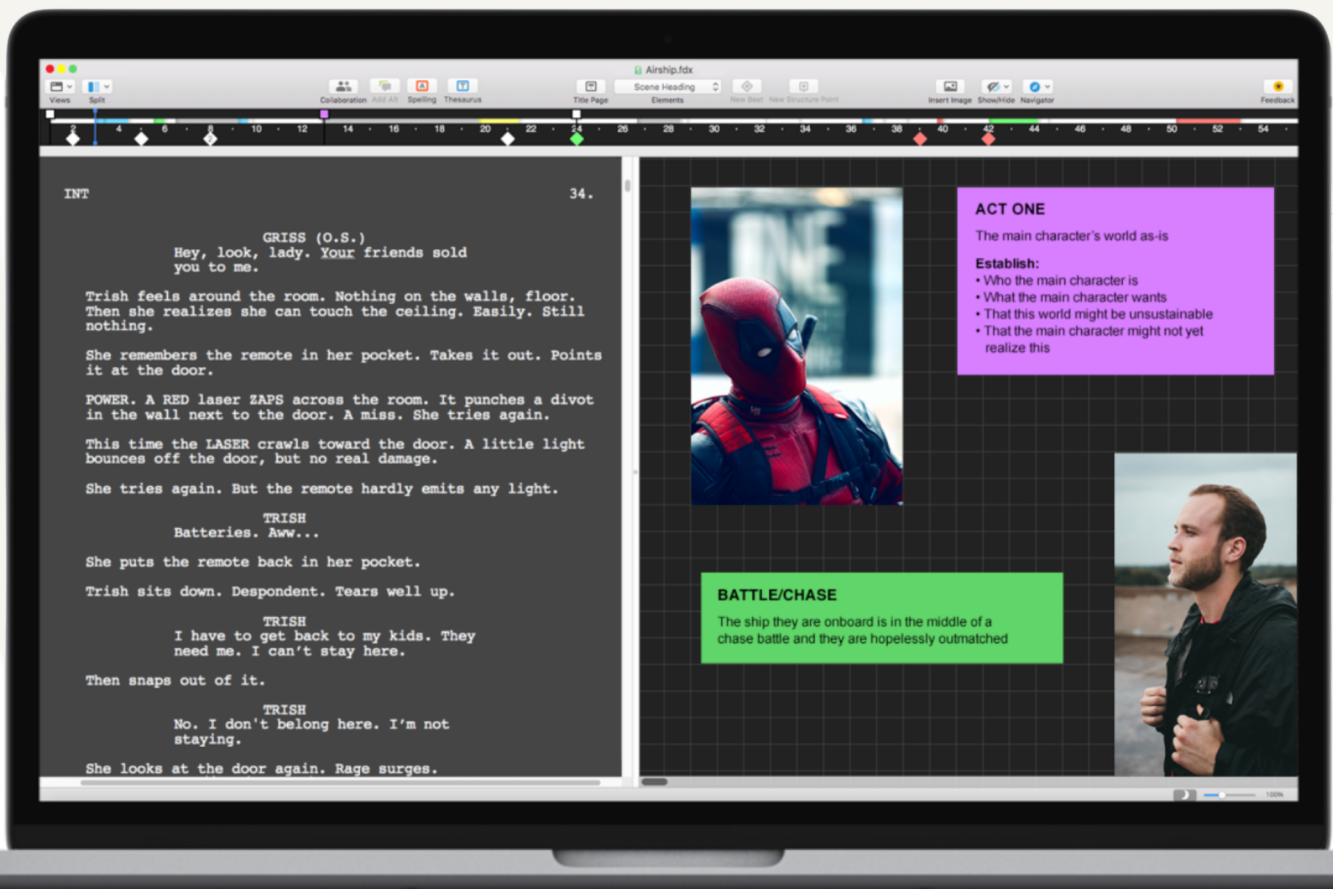 Airship.fdx
Views
Split
Collaboration
Add Alt
Spelling
Thesaurus
Title Page
Scene Heading
Elements
New Beat
New Structure Point
Insert Image
Show/Hide
Navigator
Feedback
2 4 6 8 10 12 14 16 18 20 22 24 26 28 30 32 34 36 38 40 42 44 46 48 50 52 54
2
INT 34.
GRISS (O.S.)
Hey, look, lady. Your friends sold
you to me.
Trish feels around the room. Nothing on the walls, floor.
Then she realizes she can touch the ceiling. Easily. Still
nothing.
She remembers the remote in her pocket. Takes it out. Points
it at the door.
POWER. A RED laser ZAPS across the room. It punches a divot
in the wall next to the door. A miss. She tries again.
This time the LASER crawls toward the door. A little light
bounces off the door, but no real damage.
She tries again. But the remote hardly emits any light.
TRISH
Batteries. Aww...
She puts the remote back in her pocket.
Trish sits down. Despondent. Tears well up.
TRISH
I have to get back to my kids. They
need me. I can’t stay here.
Then snaps out of it.
TRISH
No. I don't belong here. I’m not
staying.
She looks at the door again. Rage surges.
ACT ONE
The main character’s world as-is
Establish:
• Who the main character is
• What the main character wants
• That this world might be unsustainable
• That the main character might not yet
realize this
BATTLE/CHASE
The ship they are onboard is in the middle of a
chase battle and they are hopelessly outmatched
100%